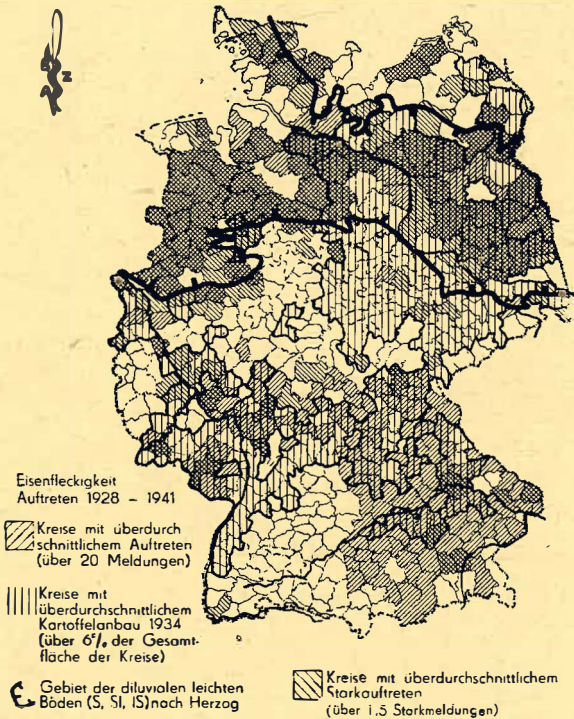 N
Eisenfleckigkeit
Auftreten 1928 – 1941
Kreise mit überdurch
schnittlichem Auftreten
(über 20 Meldungen)
Kreise mit
überdurchschnittlichem
Kartoffelanbau 1934
(über 6% der Gesamt-
fläche der Kreise)
Gebiet der diluvialen leichten
Böden (S, Sl, lS) nach Herzog
Kreise mit überdurchschnittlichem
Starkauftreten
(über 1,5 Starkmeldungen)